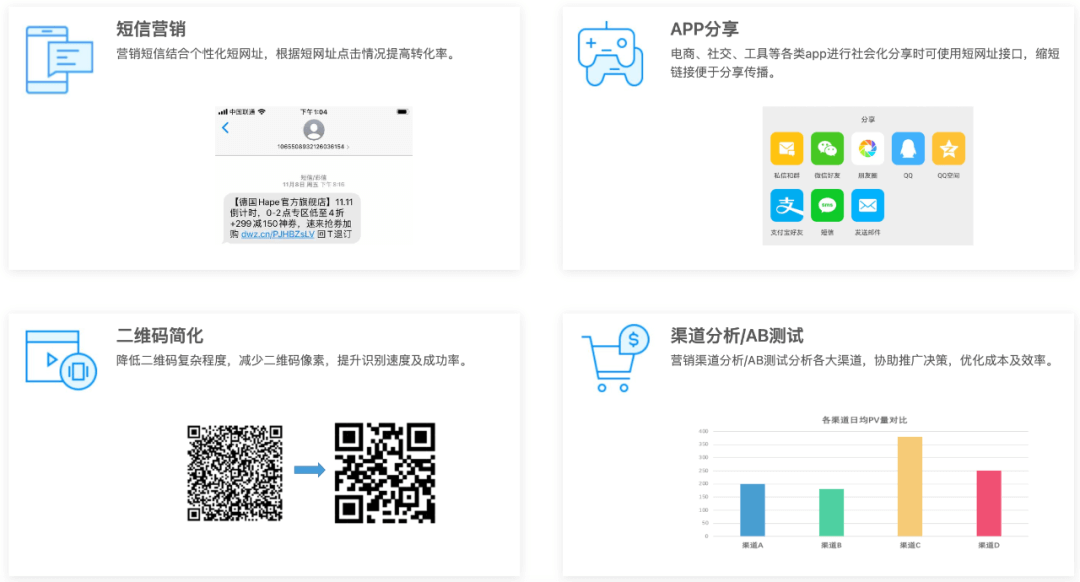 短信营销
营销短信结合个性化短网址，根据短网址点击情况提高转化率。
中国联通
下午1:04
1065508832126036154 >
短信/彩信
11月8日 周五 下午3:15
【德国Hape官方旗舰店】11.11
倒计时，0-2点专区低至4折
+299减150神券，速来抢券加
购 dwz.cn/PJHBZsLV 回T退订
APP分享
电商、社交、工具等各类app进行社会化分享时可使用短网址接口，缩短
链接便于分享传播。
分享
私信和群 微信好友 朋友圈 QQ QQ空间
支
sms
支付宝好友 短信 发送邮件
二维码简化
降低二维码复杂程度，减少二维码像素，提升识别速度及成功率。
渠道分析/AB测试
营销渠道分析/AB测试分析各大渠道，协助推广决策，优化成本及效率。
$
各渠道日均PV量对比
400
350
300
250
200
150
100
50
0
渠道A 渠道B 渠道C 渠道D